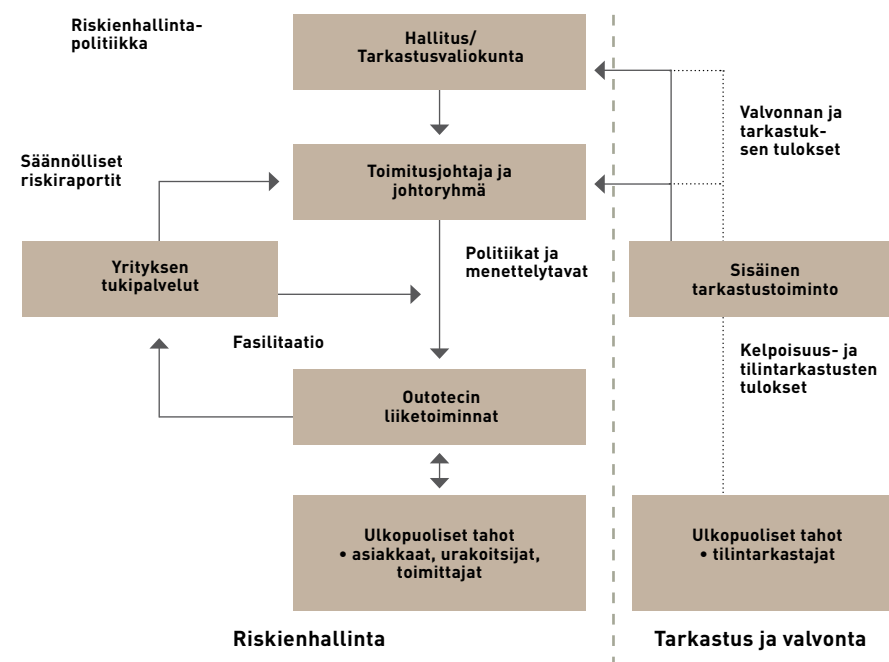 Riskienhallinta-
politiikka
Hallitus/
Tarkastusvaliokunta
Valvonnan ja
tarkastuk-
sen tulokset
Säännölliset
riskiraportit
Toimitusjohtaja ja
johtoryhmä
Yrityksen
tukipalvelut
Politiikat ja
menettelytavat
Sisäinen
tarkastustoiminto
Fasilitaatio
Kelpoisuus- ja
tilintarkastusten
tulokset
Outotecin
liiketoiminnat
Ulkopuoliset tahot
• asiakkaat, urakoitsijat,
toimittajat
Ulkopuoliset tahot
• tilintarkastajat
Riskienhallinta
Tarkastus ja valvonta